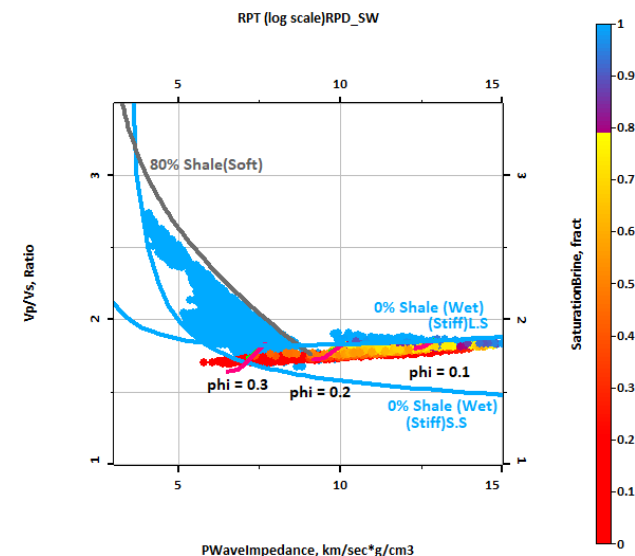 RPT (log scale)RPD_SW
5 10 15
80% Shale(Soft)
0% Shale (Wet)
(Stiff)L.S
phi = 0.3
phi = 0.2
phi = 0.1
0% Shale (Wet)
(Stiff)S.S
3
2
1
3
2
1
Vp/Vs, Ratio
5 10 15
PWaveImpedance, km/sec*g/cm3
1
0.9
0.8
0.7
0.6
0.5
0.4
0.3
0.2
0.1
0
SaturationBrine, fract